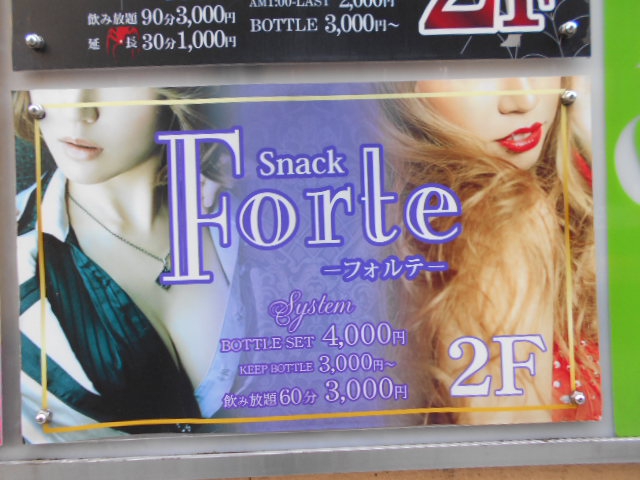 飲み放題90分3,000円
延長30分1,000円
AM1:00-LAST 2,000円
BOTTLE 3,000円~
2F
Snack
Forte
ーフォルテー
System
BOTTLE SET 4,000円
KEEP BOTTLE 3,000円~
飲み放題60分 3,000円
2F